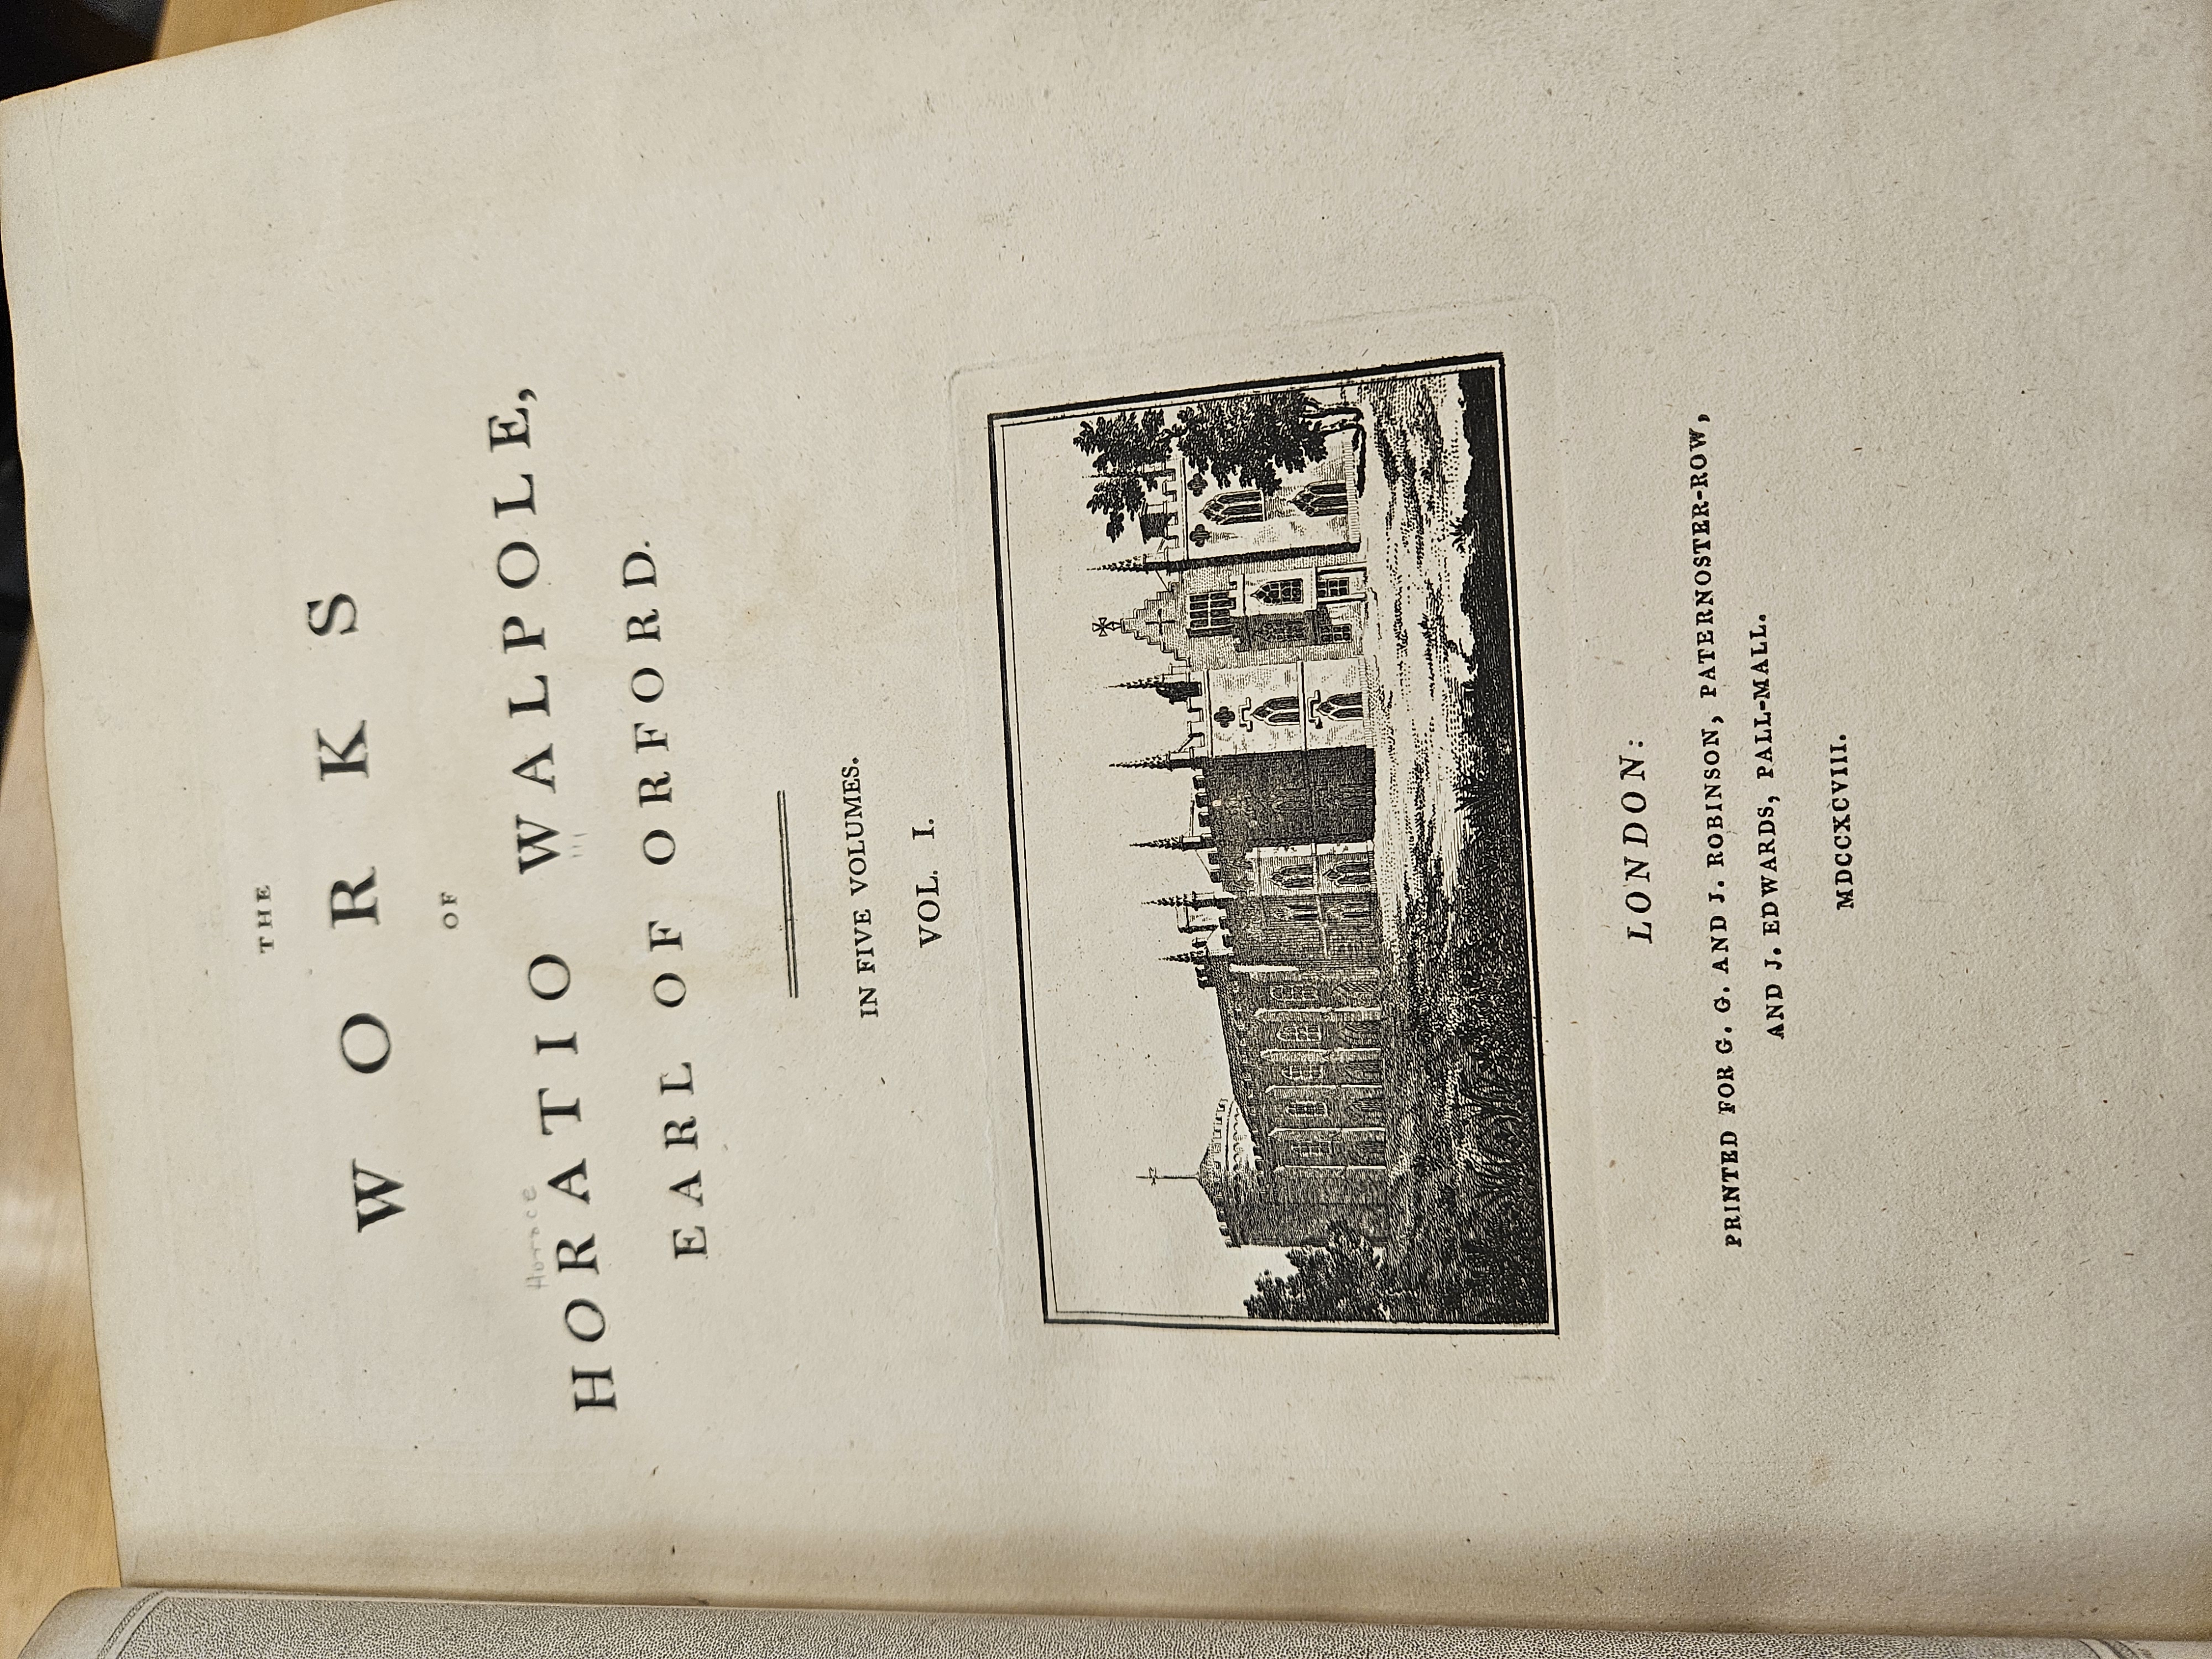 THE
WORKS
OF
Horace
HORATIO WALPOLE,
EARL OF ORFORD.
IN FIVE VOLUMES.
VOL. I.
LONDON:
PRINTED FOR G. G. AND J. ROBINSON, PATERNOSTER-ROW,
AND J. EDWARDS, PALL-MALL.
MDCCXCVIII.